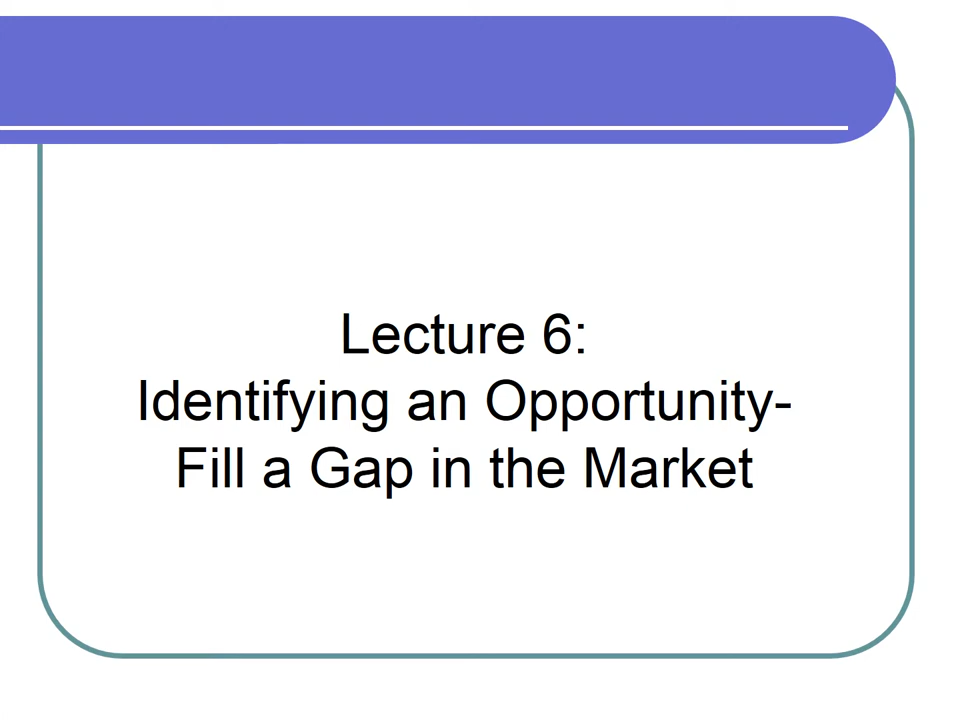 Lecture 6:
Identifying an Opportunity-
Fill a Gap in the Market